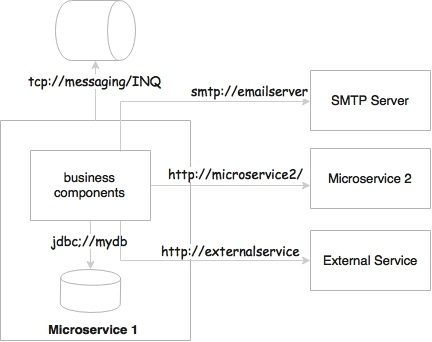 tcp://messaging/INQ
smtp://emailserver
SMTP Server
business
components
http://microservice2/
Microservice 2
jdbc;//mydb
http://externalservice
External Service
Microservice 1